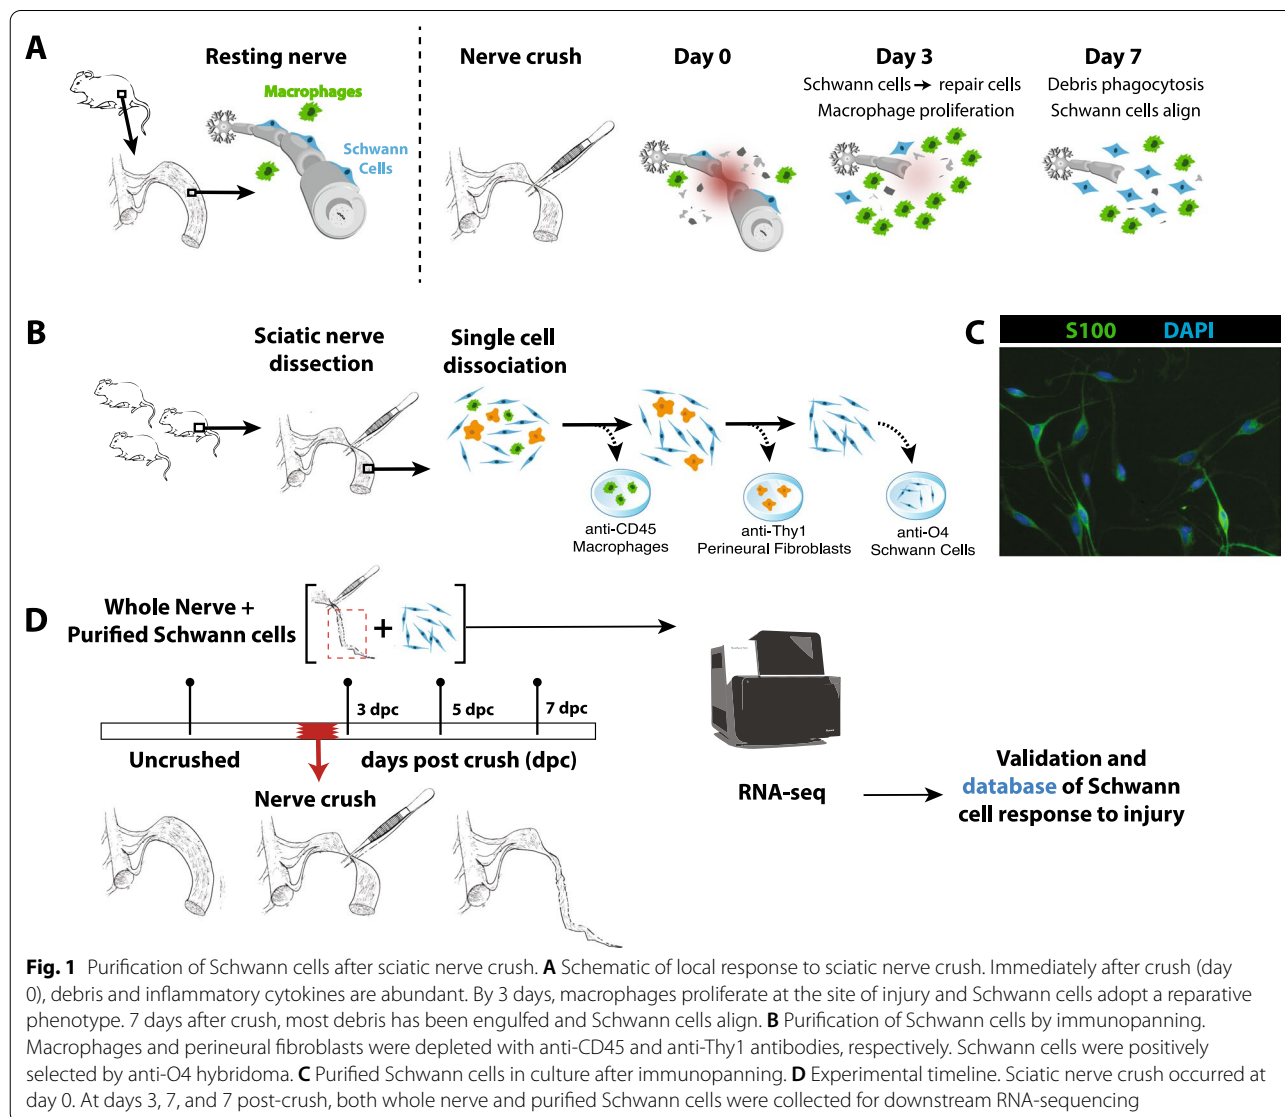 A
Resting nerve
Macrophages
Schwann
Cells
Nerve crush
Day 0
Day 3
Schwann cells → repair cells
Macrophage proliferation
Day 7
Debris phagocytosis
Schwann cells align
B
Sciatic nerve
dissection
Single cell
dissociation
anti-CD45
Macrophages
anti-Thy1
Perineural Fibroblasts
anti-O4
Schwann Cells
C
S100 DAPI
D
Whole Nerve +
Purified Schwann cells
+
3 dpc
5 dpc
7 dpc
Uncrushed
days post crush (dpc)
Nerve crush
RNA-seq
Validation and
database of Schwann
cell response to injury
Fig. 1 Purification of Schwann cells after sciatic nerve crush. A Schematic of local response to sciatic nerve crush. Immediately after crush (day
0), debris and inflammatory cytokines are abundant. By 3 days, macrophages proliferate at the site of injury and Schwann cells adopt a reparative
phenotype. 7 days after crush, most debris has been engulfed and Schwann cells align. B Purification of Schwann cells by immunopanning.
Macrophages and perineural fibroblasts were depleted with anti-CD45 and anti-Thy1 antibodies, respectively. Schwann cells were positively
selected by anti-O4 hybridoma. C Purified Schwann cells in culture after immunopanning. D Experimental timeline. Sciatic nerve crush occurred at
day 0. At days 3, 7, and 7 post-crush, both whole nerve and purified Schwann cells were collected for downstream RNA-sequencing